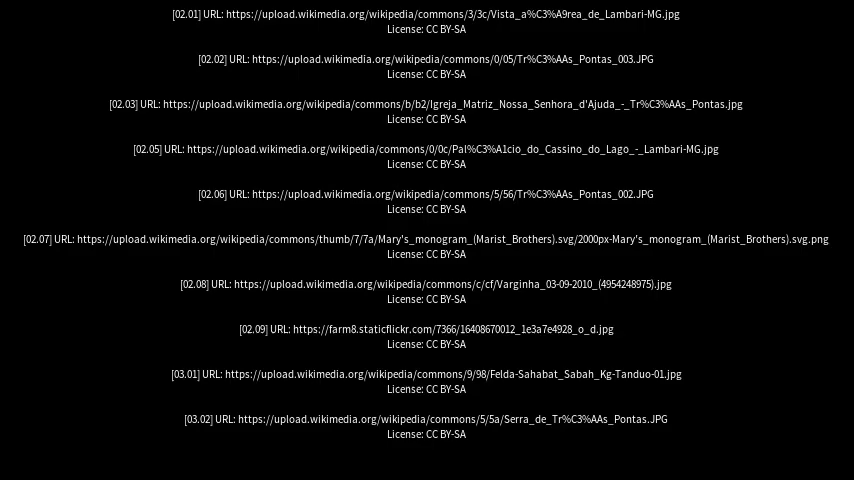 [02.01] URL: https://upload.wikimedia.org/wikipedia/commons/3/3c/Vista_a%C3%A9rea_de_Lambari-MG.jpg
License: CC BY-SA
[02.02] URL: https://upload.wikimedia.org/wikipedia/commons/0/05/Tr%C3%AAs_Pontas_003.JPG
License: CC BY-SA
[02.03] URL: https://upload.wikimedia.org/wikipedia/commons/b/b2/Igreja_Matriz_Nossa_Senhora_d'Ajuda_-_Tr%C3%AAs_Pontas.jpg
License: CC BY-SA
[02.05] URL: https://upload.wikimedia.org/wikipedia/commons/0/0c/Pal%C3%A1cio_do_Cassino_do_Lago_-_Lambari-MG.jpg
License: CC BY-SA
[02.06] URL: https://upload.wikimedia.org/wikipedia/commons/5/56/Tr%C3%AAs_Pontas_002.JPG
License: CC BY-SA
[02.07] URL: https://upload.wikimedia.org/wikipedia/commons/thumb/7/7a/Mary's_monogram_(Marist_Brothers).svg/2000px-Mary's_monogram_(Marist_Brothers).svg.png
License: CC BY-SA
[02.08] URL: https://upload.wikimedia.org/wikipedia/commons/c/cf/Varginha_03-09-2010_(4954248975).jpg
License: CC BY-SA
[02.09] URL: https://farm8.staticflickr.com/7366/16408670012_1e3a7e4928_o_d.jpg
License: CC BY-SA
[03.01] URL: https://upload.wikimedia.org/wikipedia/commons/9/98/Felda-Sahabat_Sabah_Kg-Tanduo-01.jpg
License: CC BY-SA
[03.02] URL: https://upload.wikimedia.org/wikipedia/commons/5/5a/Serra_de_Tr%C3%AAs_Pontas.JPG
License: CC BY-SA